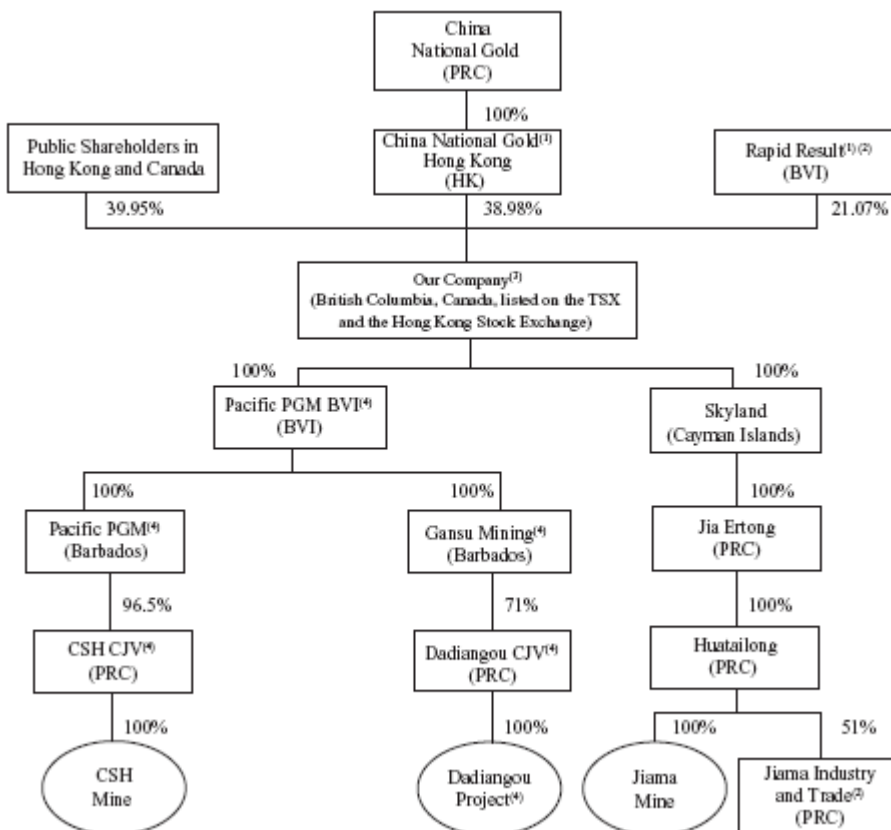 China
National Gold
(PRC)
100%
Public Shareholders in
Hong Kong and Canada
China National Gold(1)
Hong Kong
(HK)
Rapid Result(1) (2)
(BVI)
39.95%
38.98%
21.07%
Our Company(3)
(British Columbia, Canada, listed on the TSX
and the Hong Kong Stock Exchange)
100%
100%
Pacific PGM BVI(4)
(BVI)
Skyland
(Cayman Islands)
100%
100%
100%
Pacific PGM(4)
(Barbados)
Gansu Mining(4)
(Barbados)
Jia Ertong
(PRC)
96.5%
71%
100%
CSH CJV(4)
(PRC)
Dadiangou CJV(4)
(PRC)
Huatailong
(PRC)
100%
100%
100%
51%
CSH
Mine
Dadiangou
Project(4)
Jiama
Mine
Jiama Industry
and Trade(2)
(PRC)